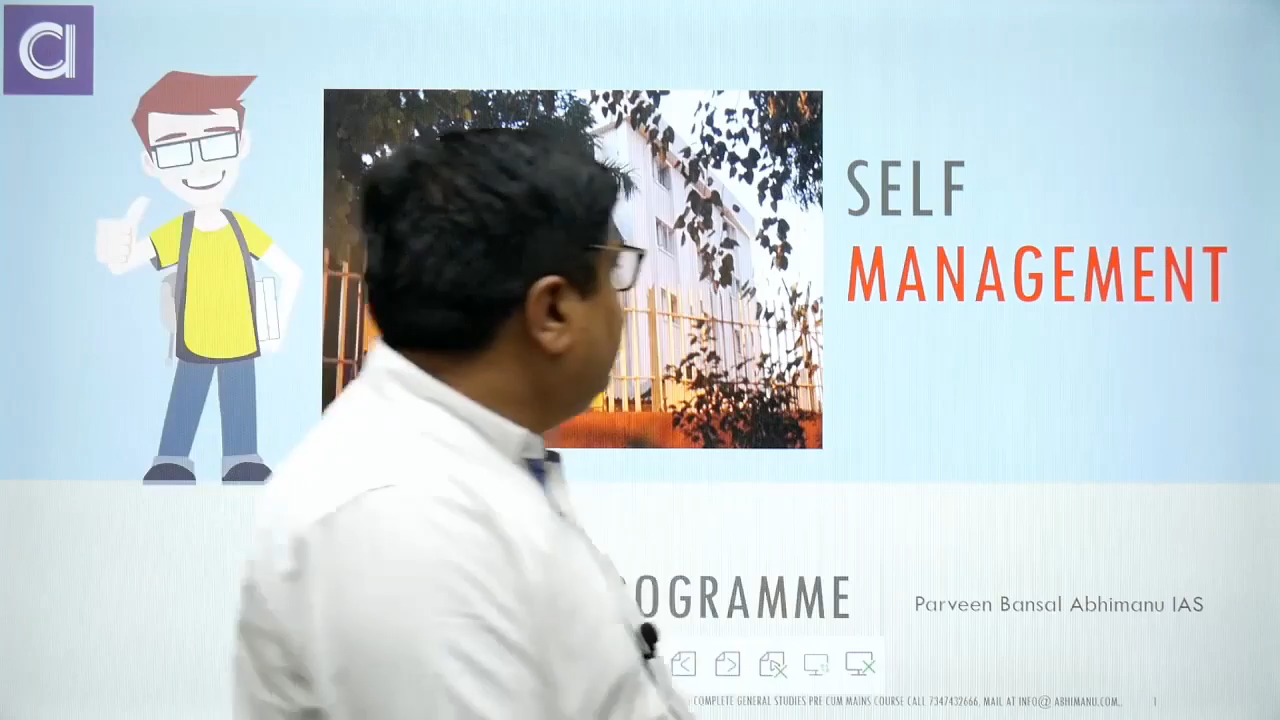 SELF
MANAGEMENT
OGRAMME
Parveen Bansal Abhimanu IAS
COMPLETE GENERAL STUDIES PRE CUM MAINS COURSE CALL 7347432666, MAIL AT INFO@ ABHIMANU.COM..
1